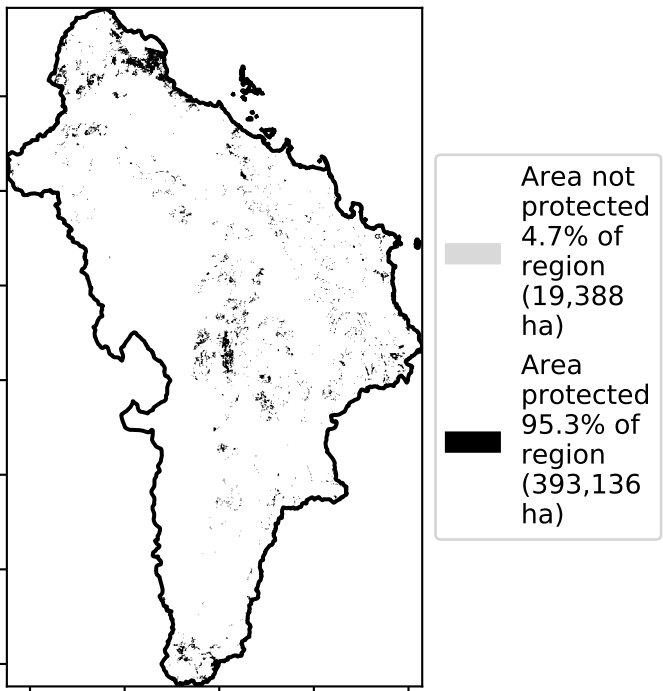 Area not
protected
4.7% of
region
(19,388
ha)
Area
protected
95.3% of
region
(393,136
ha)